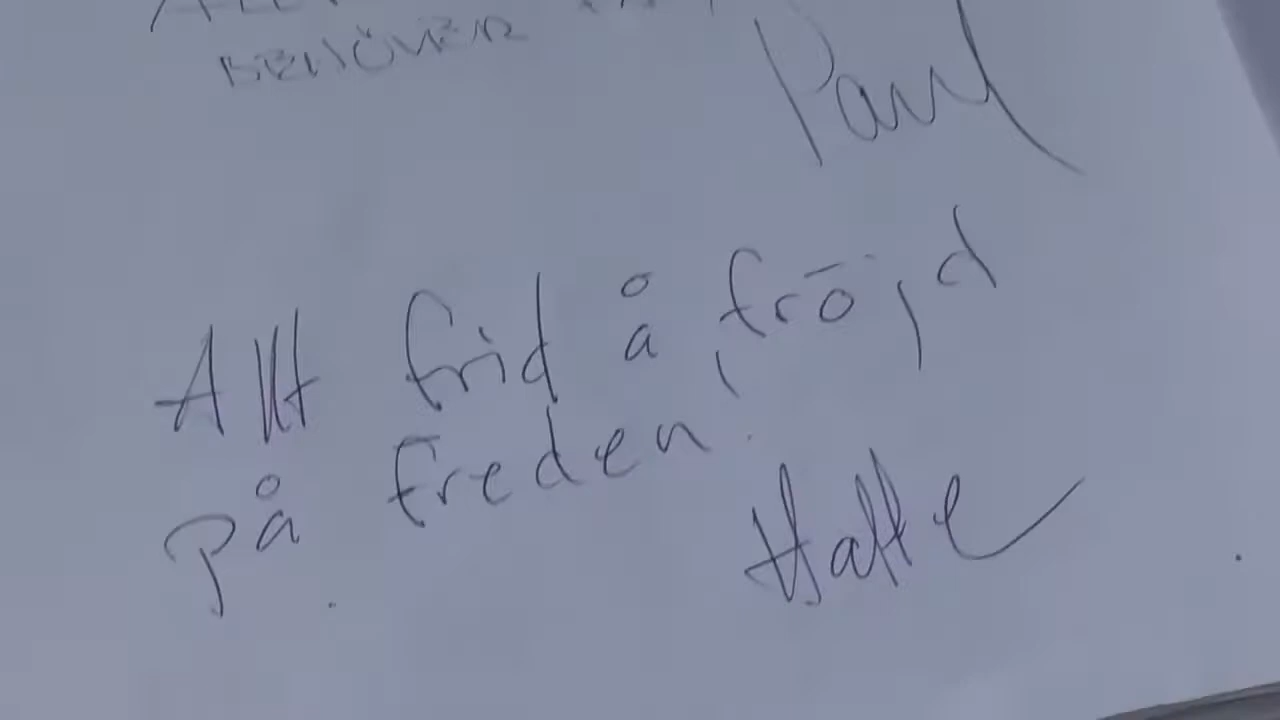 BEHÖVER
Paul
Allt frid å fröjd
på freden!
Hatte